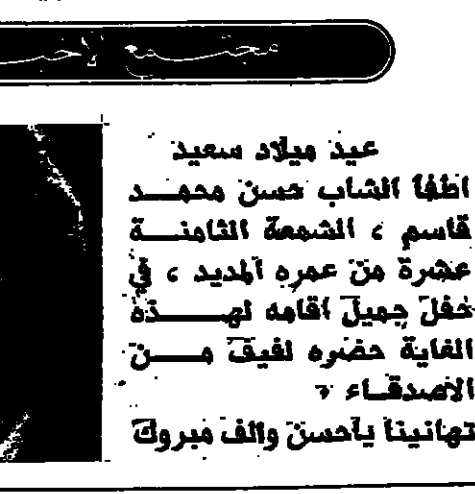 عيد ميلاد سعيد
اطفأ الشاب حسن محمد
قاسم ، الشمعة الثامنة
عشرة من عمره المديد ، في
حفل جميل اقامه لهذه
الغاية حضره لفيف من
الاصدقاء ،
تهانينا ياحسن والف مبروك